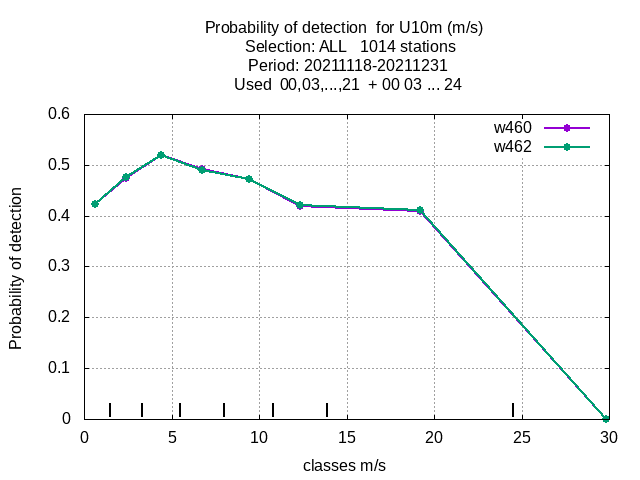 Probability of detection  for U10m (m/s)
Selection: ALL   1014 stations
Period: 20211118-20211231
Used  00,03,...,21  + 00 03 ... 24
w460
w462
0.6
0.5
0.4
0.3
0.2
0.1
0
Probability of detection
0 5 10 15 20 25 30
classes m/s